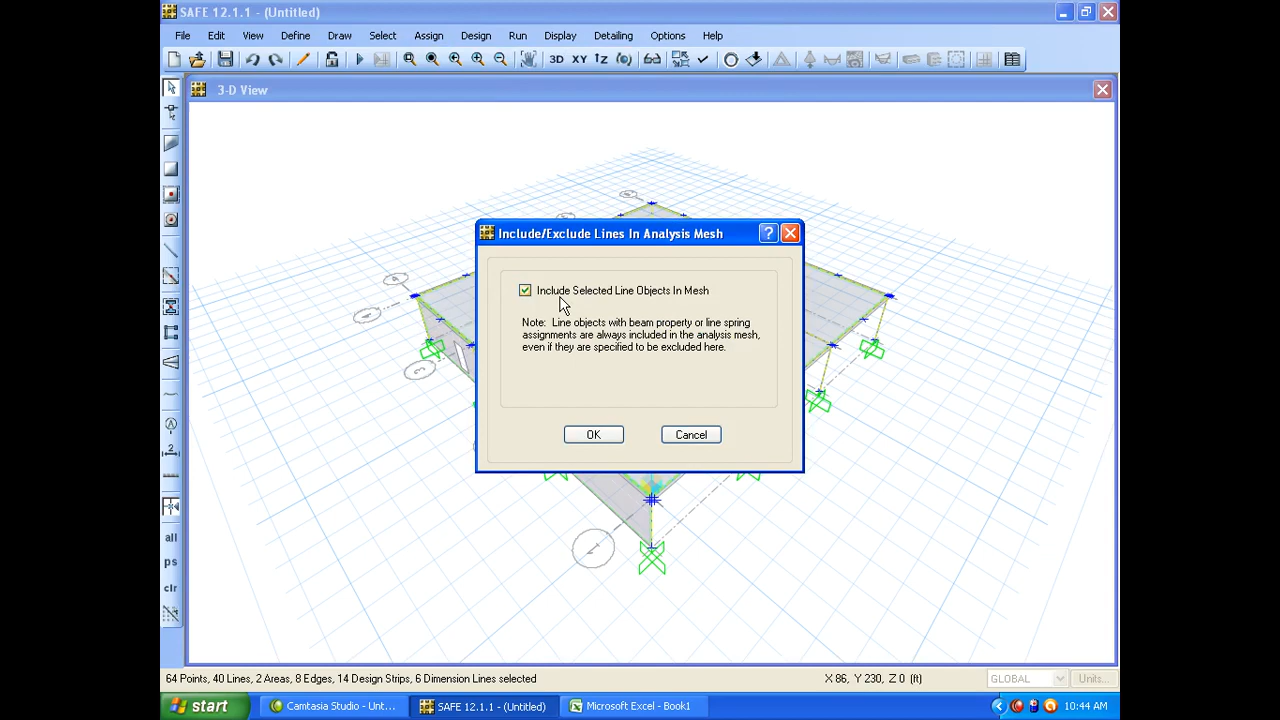 SAFE 12.1.1 - (Untitled)
File Edit View Define Draw Select Assign Design Run Display Detailing Options Help
3D XY
3-D View
Include/Exclude Lines In Analysis Mesh
Include Selected Line Objects In Mesh
Note: Line objects with beam property or line spring
assignments are always included in the analysis mesh,
even if they are specified to be excluded here.
OK Cancel
all
ps
clr
64 Points, 40 Lines, 2 Areas, 8 Edges, 14 Design Strips, 5 Dimension Lines selected
X 86, Y 230, Z 0 (ft)
GLOBAL
Units...
start
Camtasia Studio - Unt...
SAFE 12.1.1 - (Untitled)
Microsoft Excel - Book1
10:44 AM